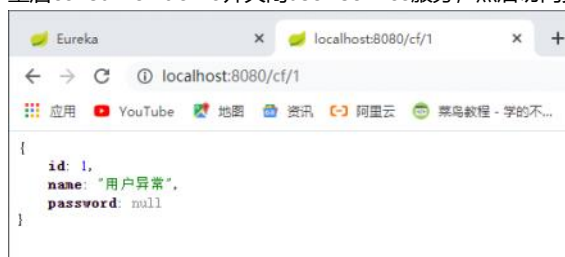 Eureka × localhost:8080/cf/1 × +
← → C ⓘ localhost:8080/cf/1
应用 YouTube 地图 资讯 阿里云 菜鸟教程 - 学的不...
{
id: 1,
name: "用户异常",
password: null
}